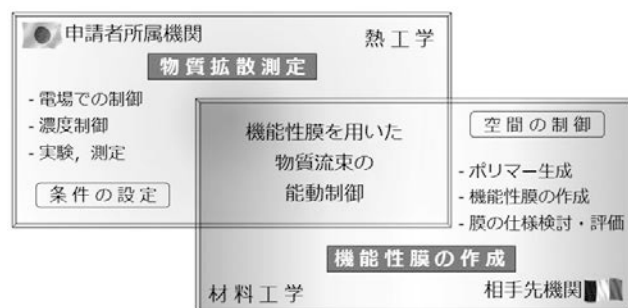 申請者所属機関
熱工学
物質拡散測定
- 電場での制御
- 濃度制御
- 実験，測定
条件の設定
機能性膜を用いた
物質流束の
能動制御
空間の制御
- ポリマー生成
- 機能性膜の作成
- 膜の仕様検討・評価
機能性膜の作成
材料工学
相手先機関